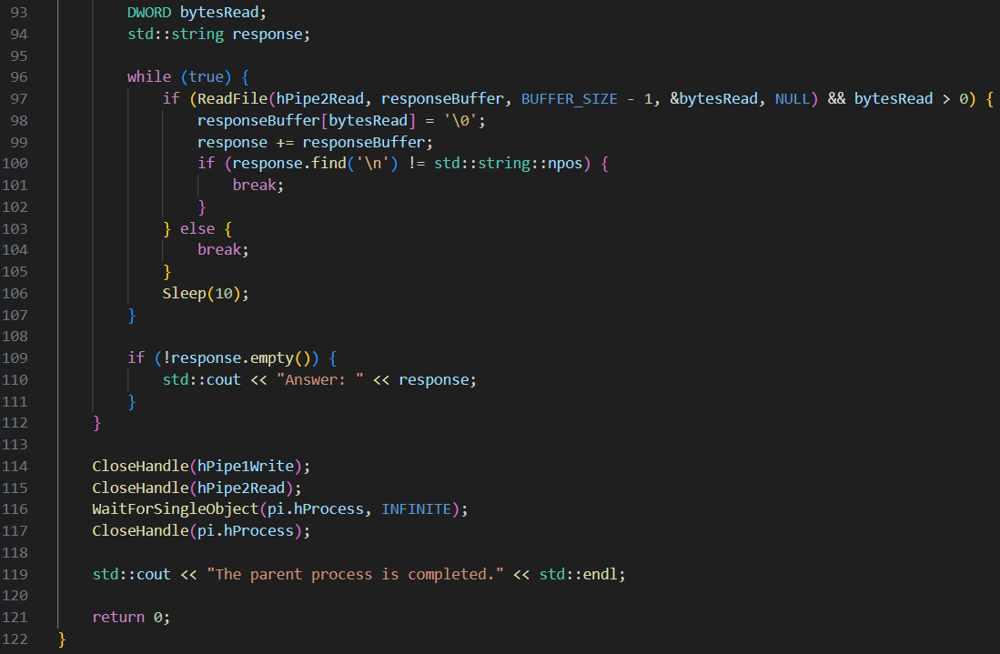 93 DWORD bytesRead;
94 std::string response;
95
96 while (true) {
97 if (ReadFile(hPipe2Read, responseBuffer, BUFFER_SIZE - 1, &bytesRead, NULL) && bytesRead > 0) {
98 responseBuffer[bytesRead] = '\0';
99 response += responseBuffer;
100 if (response.find('\n') != std::string::npos) {
101 break;
102 }
103 } else {
104 break;
105 }
106 Sleep(10);
107 }
108
109 if (!response.empty()) {
110 std::cout << "Answer: " << response;
111 }
112 }
113
114 CloseHandle(hPipe1Write);
115 CloseHandle(hPipe2Read);
116 WaitForSingleObject(pi.hProcess, INFINITE);
117 CloseHandle(pi.hProcess);
118
119 std::cout << "The parent process is completed." << std::endl;
120
121 return 0;
122 }